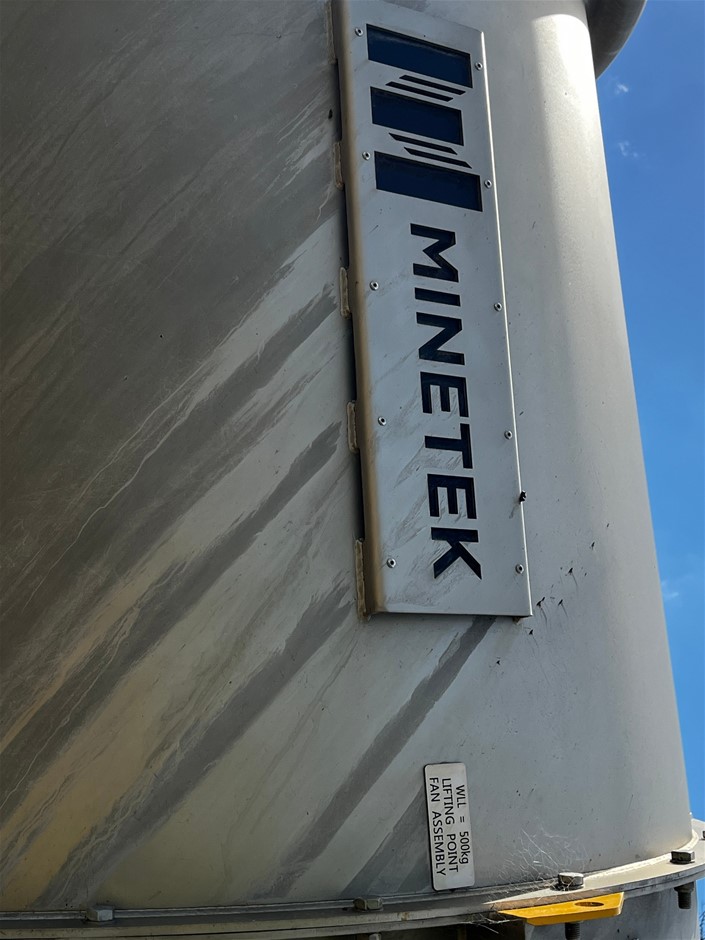 MINETEK
WLL = 500kg
LIFTING POINT
FAN ASSEMBLY